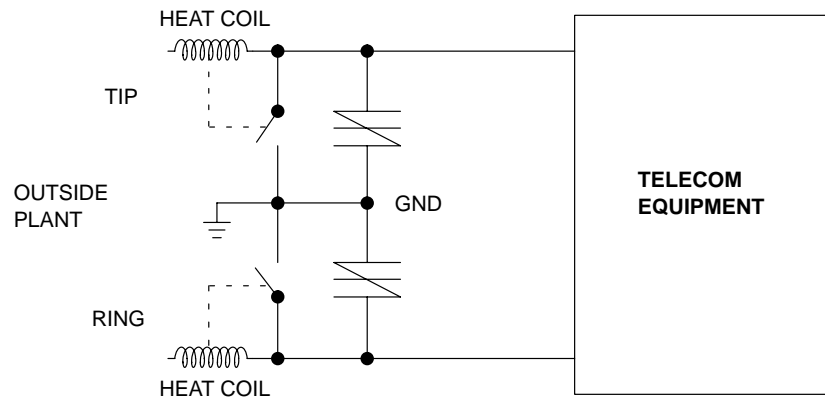 HEAT COIL
TIP
OUTSIDE
PLANT
GND
TELECOM
EQUIPMENT
RING
HEAT COIL